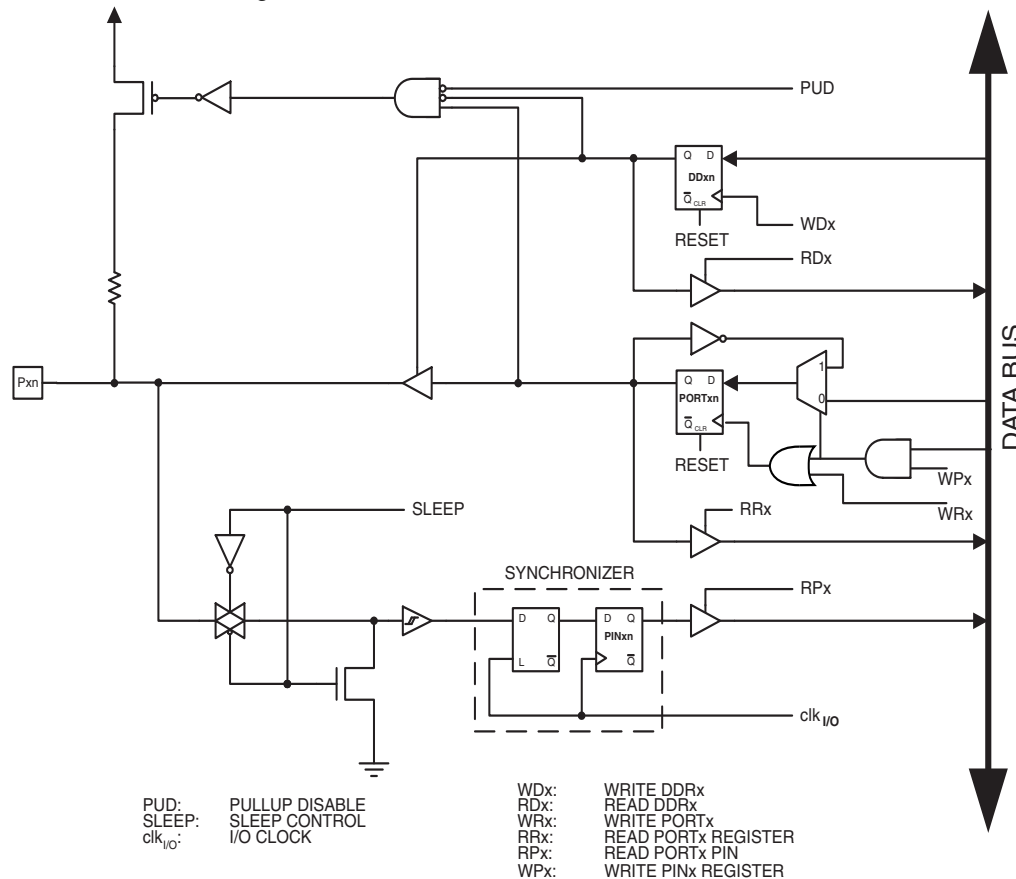 PUD
Q D
DDxn
Q CLR
WDx
RESET
RDx
Pxn
1
Q D
PORTxn
0
Q CLR
RESET
WPx
WRx
RRx
SLEEP
SYNCHRONIZER
RPx
D Q
D Q
PINxn
L Q
Q
clk I/O
DATA BUS
PUD: PULLUP DISABLE
SLEEP: SLEEP CONTROL
clk I/O: I/O CLOCK
WDx: WRITE DDRx
RDx: READ DDRx
WRx: WRITE PORTx
RRx: READ PORTx REGISTER
RPx: READ PORTx PIN
WPx: WRITE PINx REGISTER